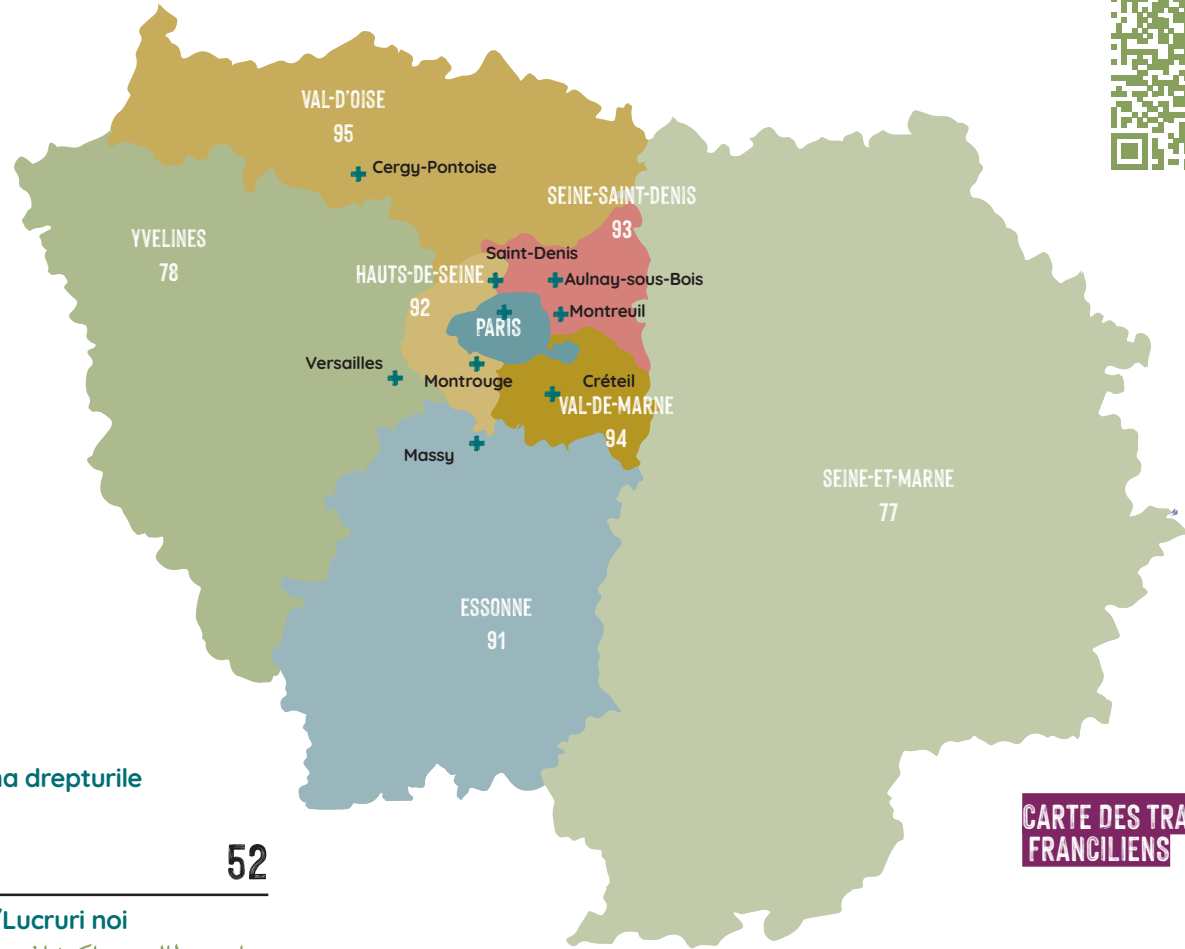 VAL-D'OISE
95
Cergy-Pontoise
SEINE-SAINT-DENIS
93
YVELINES
78
Saint-Denis
HAUTS-DE-SEINE
92
Aulnay-sous-Bois
Montreuil
PARIS
Versailles
Montrouge
Créteil
VAL-DE-MARNE
94
Massy
SEINE-ET-MARNE
77
ESSONNE
91
drepturile
CARTE DES
FRANCILIENS
52
Lucruri noi